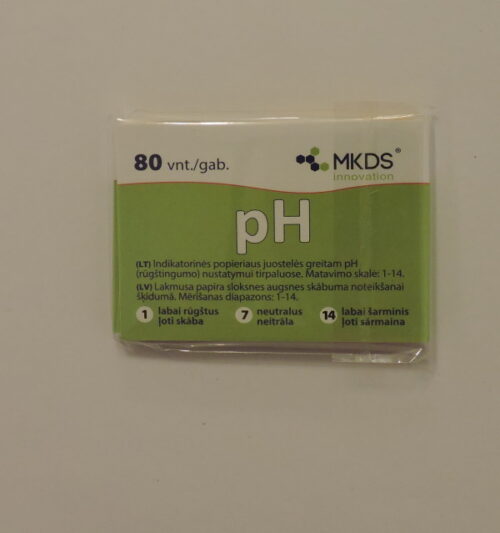 80 vnt./gab.
MKDS®
innovation
pH
(LT) Indikatorinės popieriaus juostelės greitam pH
(rūgštingumo) nustatymui tirpaluose. Matavimo skalė: 1-14.
(LV) Lakmusa papīra sloksnes augsnes skābuma noteikšanai
šķidumā. Mērīšanas diapazons: 1-14.
1 labai rūgštus
ļoti skāba
7 neutralus
neitrāla
14 labai šarminis
ļoti sārmaina